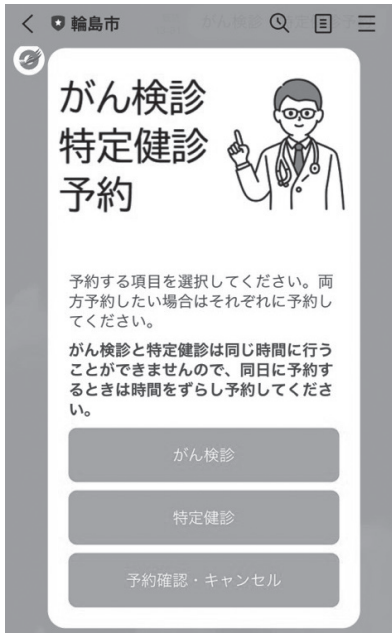 輪島市
がん検診
特定健診
予約
予約する項目を選択してください。両
方予約したい場合はそれぞれに予約し
てください。
がん検診と特定健診は同じ時間に行う
ことができませんので、同日に予約す
るときは時間をずらし予約してくださ
い。
がん検診
特定健診
予約確認・キャンセル